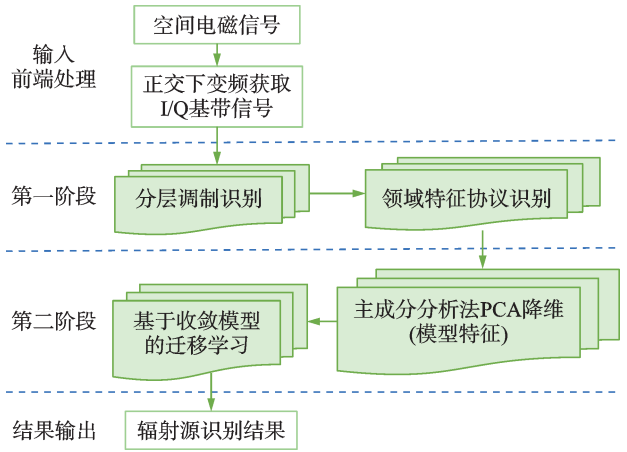 空间电磁信号
输入
前端处理
正交下变频获取
I/Q基带信号
第一阶段
分层调制识别
领域特征协议识别
第二阶段
基于收敛模型
的迁移学习
主成分分析法PCA降维
(模型特征)
结果输出
辐射源识别结果